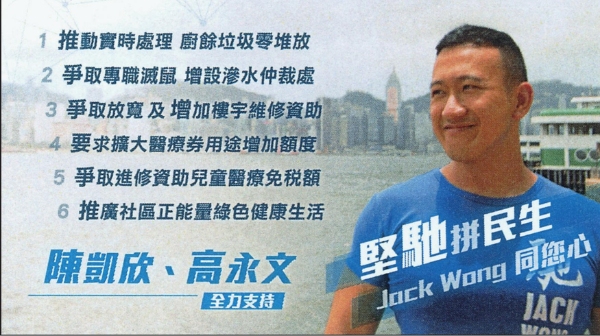 1 推動實時處理 廚餘垃圾零堆放
2 爭取專職滅鼠 增設滲水仲裁處
3 爭取放寬及增加樓宇維修資助
4 要求擴大醫療券用途增加額度
5 爭取進修資助兒童醫療免税額
6 推廣社區正能量綠色健康生活
陳凱欣、高永文
全力支持
堅馳拼民生
Jack Wong 同您心
馳
JACK
WONG